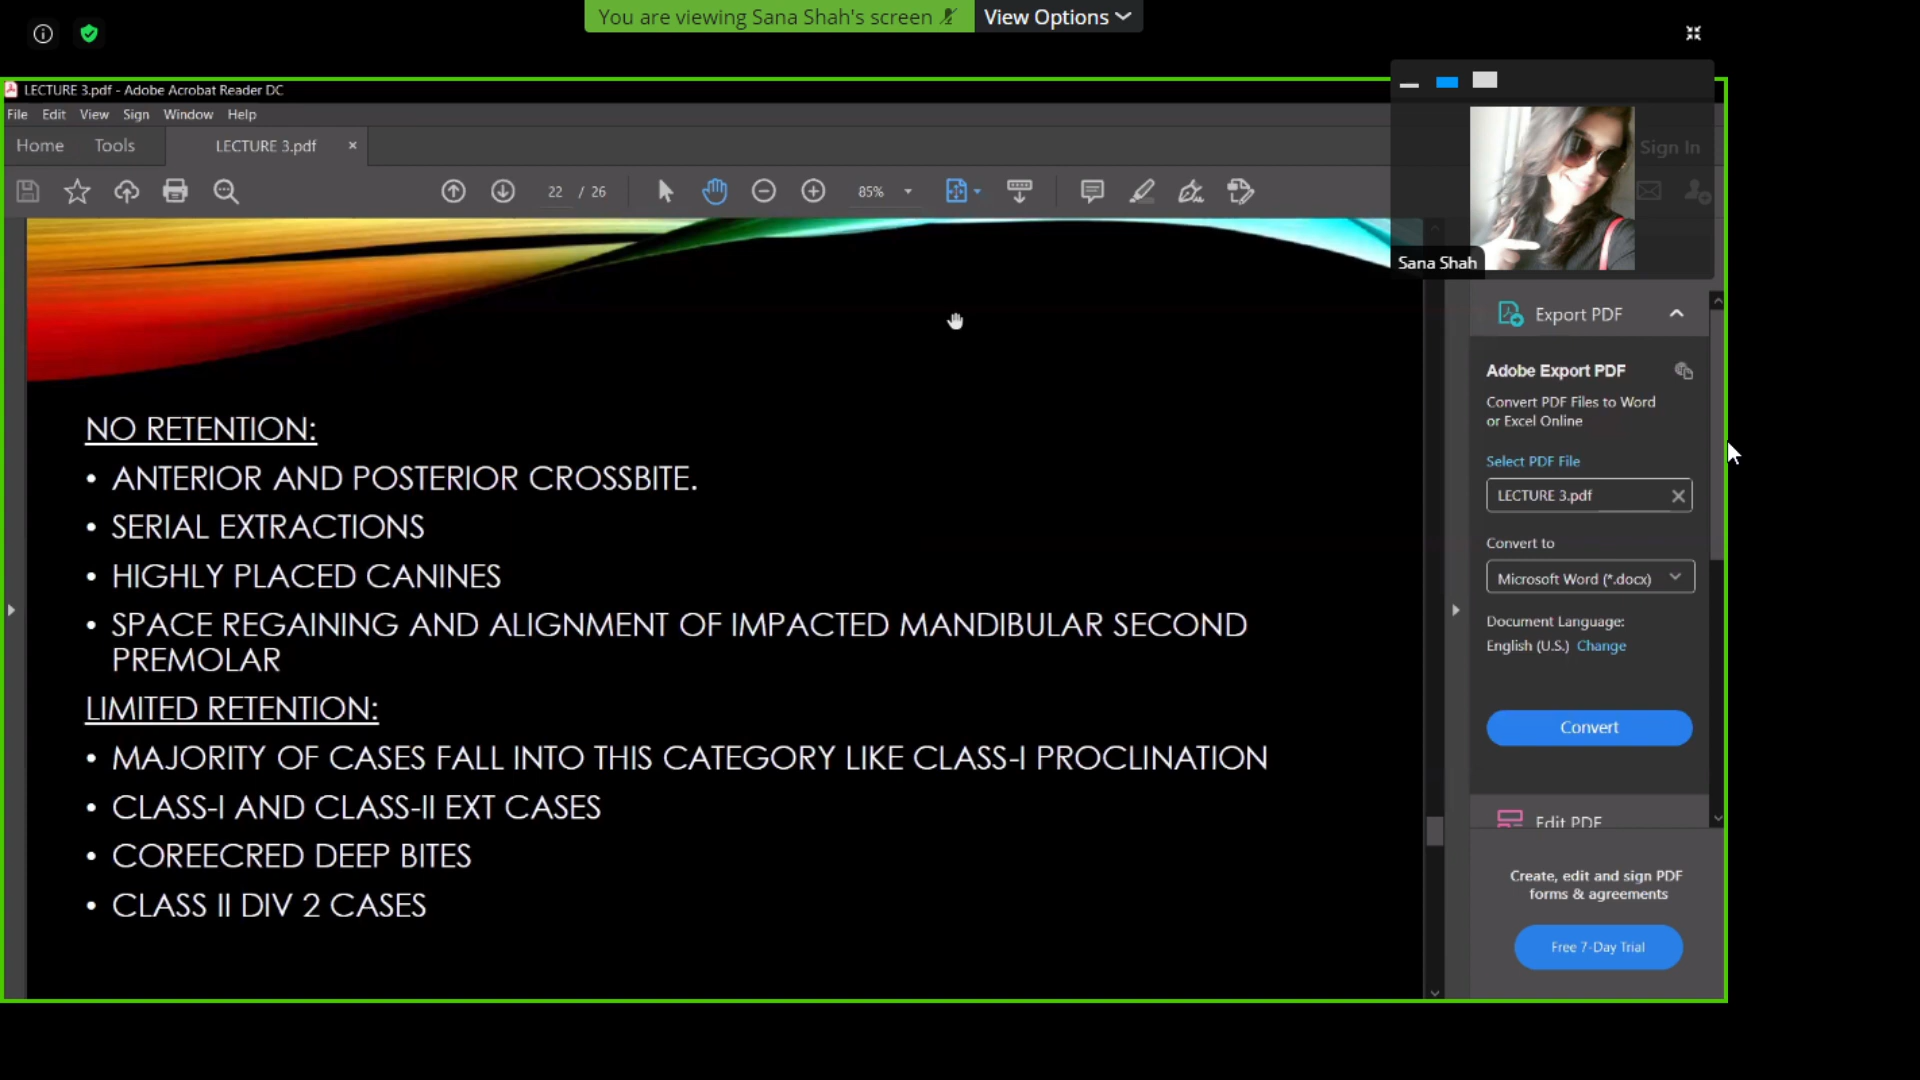 You are viewing Sana Shah's screen
View Options
LECTURE 3.pdf - Adobe Acrobat Reader DC
File Edit View Sign Window Help
Home Tools LECTURE 3.pdf ×
Sign In
22 / 26 85%
Sana Shah
NO RETENTION:
• ANTERIOR AND POSTERIOR CROSSBITE.
• SERIAL EXTRACTIONS
• HIGHLY PLACED CANINES
• SPACE REGAINING AND ALIGNMENT OF IMPACTED MANDIBULAR SECOND
PREMOLAR
LIMITED RETENTION:
• MAJORITY OF CASES FALL INTO THIS CATEGORY LIKE CLASS-I PROCLINATION
• CLASS-I AND CLASS-II EXT CASES
• COREECRED DEEP BITES
• CLASS II DIV 2 CASES
Export PDF
Adobe Export PDF
Convert PDF Files to Word
or Excel Online
Select PDF File
LECTURE 3.pdf
Convert to
Microsoft Word (*.docx)
Document Language:
English (U.S.) Change
Convert
Edit PDF
Create, edit and sign PDF
forms & agreements
Free 7-Day Trial